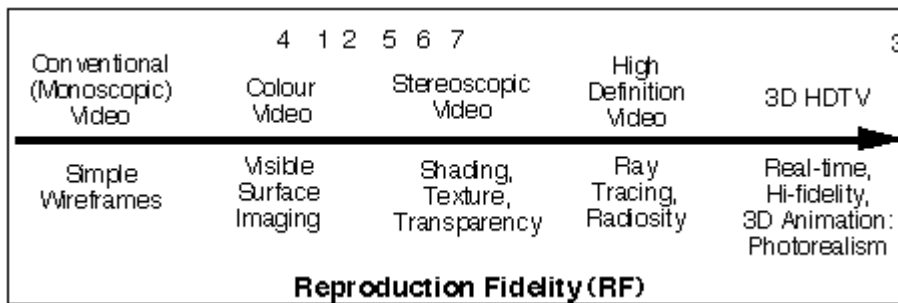 4 1 2 5 6 7 3
Conventional (Monoscopic) Video
Colour Video
Stereoscopic Video
High Definition Video
3D HDTV
Simple Wireframes
Visible Surface Imaging
Shading, Texture, Transparency
Ray Tracing, Radiosity
Real-time, Hi-fidelity, 3D Animation: Photorealism
Reproduction Fidelity (RF)